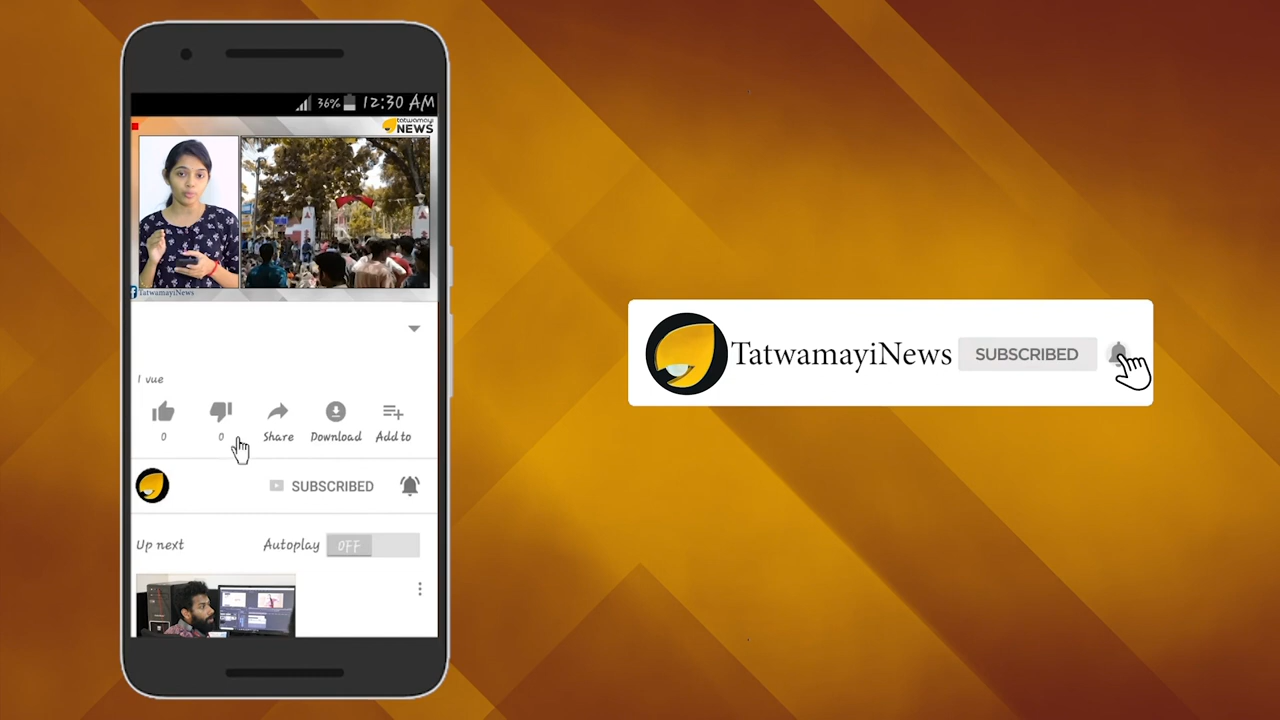 36% 12:30 AM
tatwamayi
NEWS
TatwamayiNews
1 vue
0
0
Share
Download
Add to
SUBSCRIBED
Up next
Autoplay
OFF
TatwamayiNews
SUBSCRIBED